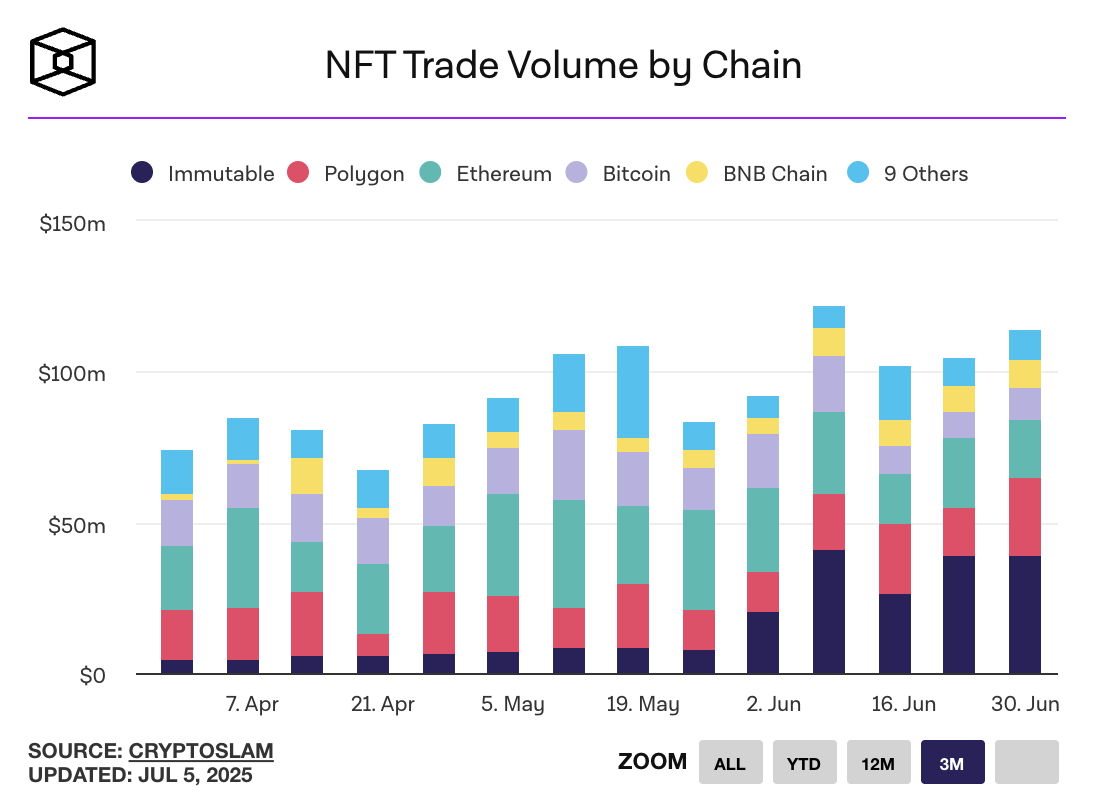 NFT Trade Volume by Chain
Immutable Polygon Ethereum Bitcoin BNB Chain 9 Others
$150m
$100m
$50m
$0
7. Apr 21. Apr 5. May 19. May 2. Jun 16. Jun 30. Jun
SOURCE: CRYPTOSLAM
UPDATED: JUL 5, 2025
ZOOM ALL YTD 12M 3M